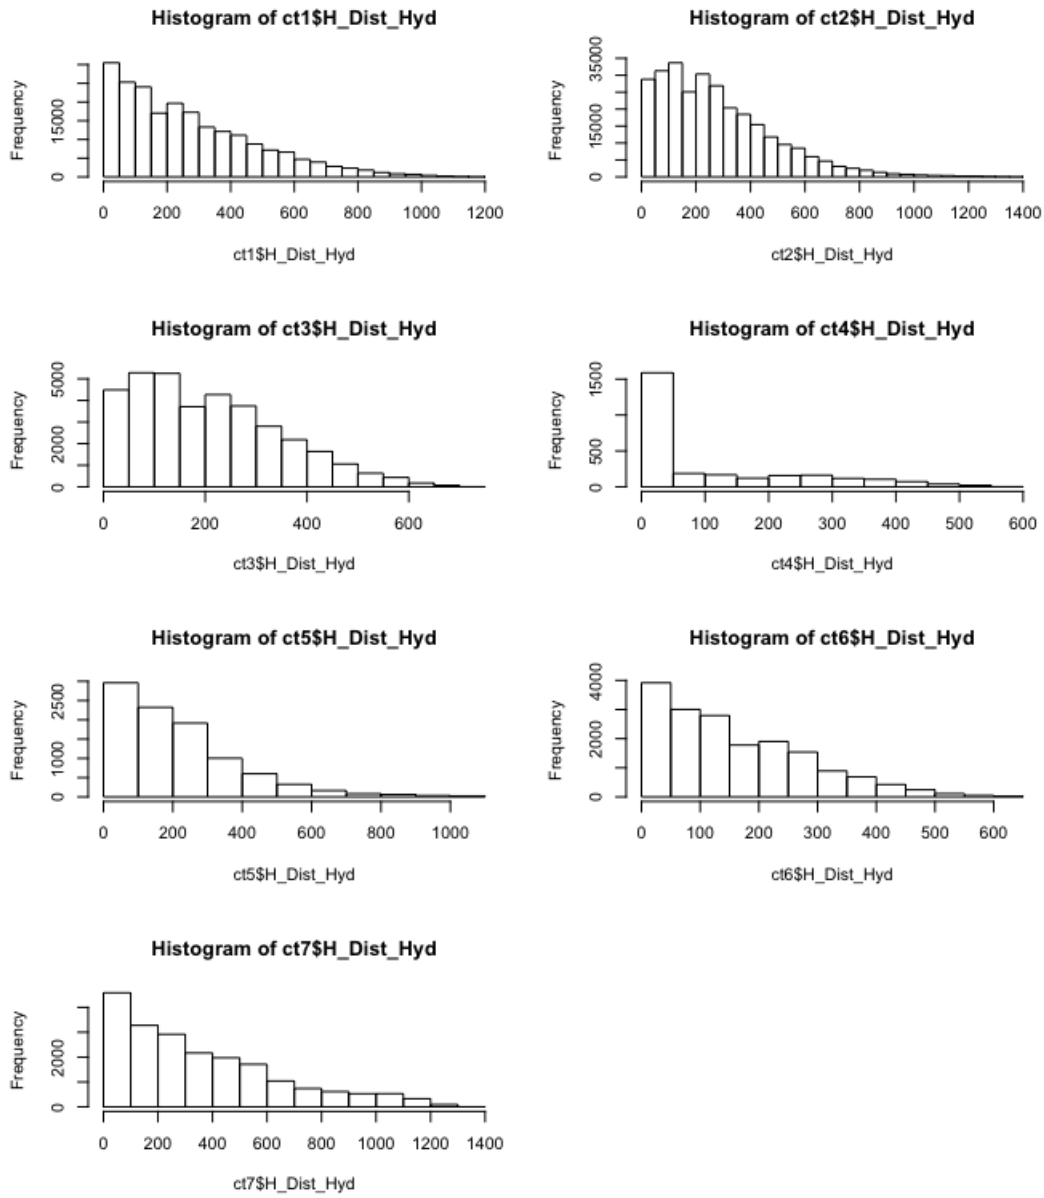 Histogram of ct1$H_Dist_Hyd
Frequency
0 15000
0 200 400 600 800 1000 1200
ct1$H_Dist_Hyd
Histogram of ct2$H_Dist_Hyd
Frequency
0 15000 35000
0 200 400 600 800 1000 1200 1400
ct2$H_Dist_Hyd
Histogram of ct3$H_Dist_Hyd
Frequency
0 2000 5000
0 200 400 600
ct3$H_Dist_Hyd
Histogram of ct4$H_Dist_Hyd
Frequency
0 500 1500
0 100 200 300 400 500 600
ct4$H_Dist_Hyd
Histogram of ct5$H_Dist_Hyd
Frequency
0 1000 2500
0 200 400 600 800 1000
ct5$H_Dist_Hyd
Histogram of ct6$H_Dist_Hyd
Frequency
0 2000 4000
0 100 200 300 400 500 600
ct6$H_Dist_Hyd
Histogram of ct7$H_Dist_Hyd
Frequency
0 2000
0 200 400 600 800 1000 1200 1400
ct7$H_Dist_Hyd